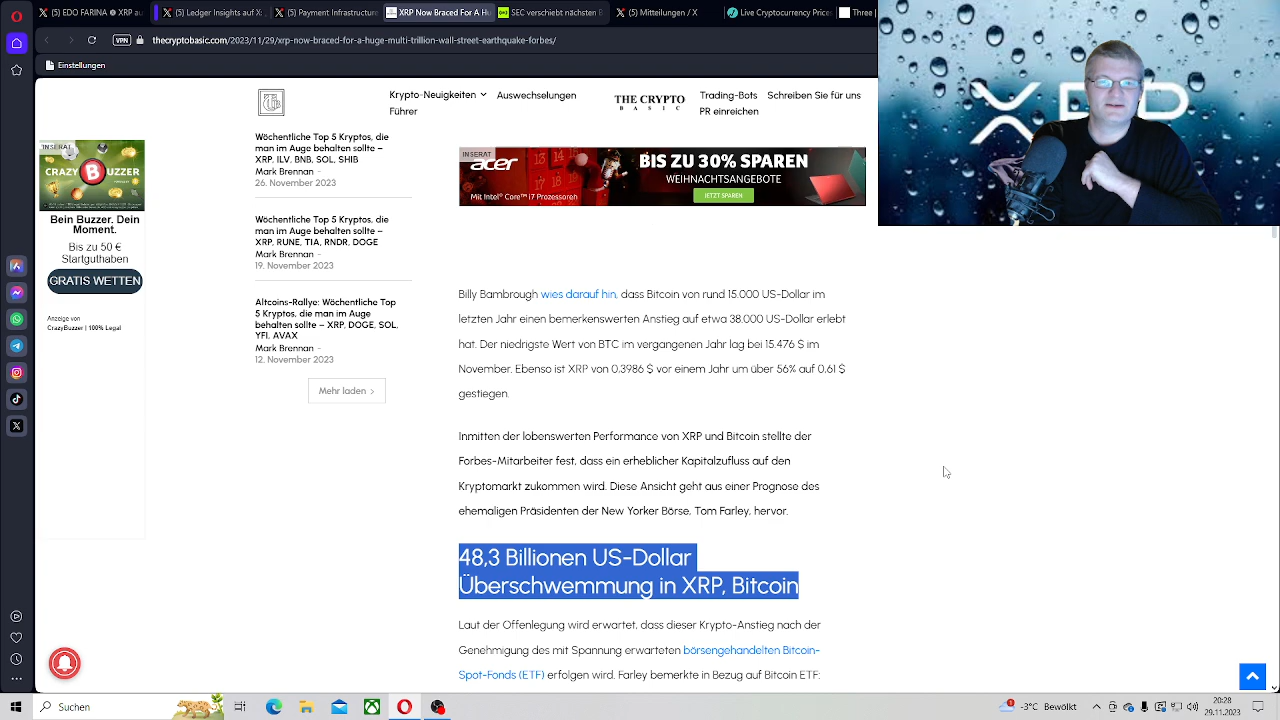 (5) EDO FARINA 🅧 XRP au
(5) Ledger Insights auf X
(5) Payment Infrastructure
XRP Now Braced For A H
SEC verschiebt B
(5) Mitteilungen / X
Live Cryptocurrency Prices
Three
VPN
thecryptobasic.com/2023/11/29/xrp-now-braced-for-a-huge-multi-trillion-wall-street-earthquake-forbes/
Einstellungen
Krypto-Neuigkeiten
Auswechselungen
THE CRYPTO
BASIC
Trading-Bots
Schreiben Sie für uns
Führer
PR einreichen
INSERAT
CRAZY B UZZER
Bein Buzzer. Dein
Moment.
Bis zu 50 €
Startguthaben
GRATIS WETTEN
Anzeige von
CrazyBuzzer | 100% Legal
Wöchentliche Top 5 Kryptos, die
man im Auge behalten sollte –
XRP, ILV, BNB, SOL, SHIB
Mark Brennan -
26. November 2023
Wöchentliche Top 5 Kryptos, die
man im Auge behalten sollte –
XRP, RUNE, TIA, RNDR, DOGE
Mark Brennan -
19. November 2023
Altcoins-Rallye: Wöchentliche Top
5 Kryptos, die man im Auge
behalten sollte – XRP, DOGE, SOL,
YFI, AVAX
Mark Brennan -
12. November 2023
Mehr laden
INSERAT
acer
Mit Intel® Core™ i7 Prozessoren
BIS ZU 30% SPAREN
WEIHNACHTSANGEBOTE
JETZT SPAREN
Billy Bambrough wies darauf hin, dass Bitcoin von rund 15.000 US-Dollar im
letzten Jahr einen bemerkenswerten Anstieg auf etwa 38.000 US-Dollar erlebt
hat. Der niedrigste Wert von BTC im vergangenen Jahr lag bei 15.476 $ im
November. Ebenso ist XRP von 0,3986 $ vor einem Jahr um über 56% auf 0,61 $
gestiegen.
Inmitten der lobenswerten Performance von XRP und Bitcoin stellte der
Forbes-Mitarbeiter fest, dass ein erheblicher Kapitalzufluss auf den
Kryptomarkt zukommen wird. Diese Ansicht geht aus einer Prognose des
ehemaligen Präsidenten der New Yorker Börse, Tom Farley, hervor.
48,3 Billionen US-Dollar
Überschwemmung in XRP, Bitcoin
Laut der Offenlegung wird erwartet, dass dieser Krypto-Anstieg nach der
Genehmigung des mit Spannung erwarteten börsengehandelten Bitcoin-
Spot-Fonds (ETF) erfolgen wird. Farley bemerkte in Bezug auf Bitcoin ETF:
XRP
Suchen
-3°C Bewölkt
20:28
29.11.2023